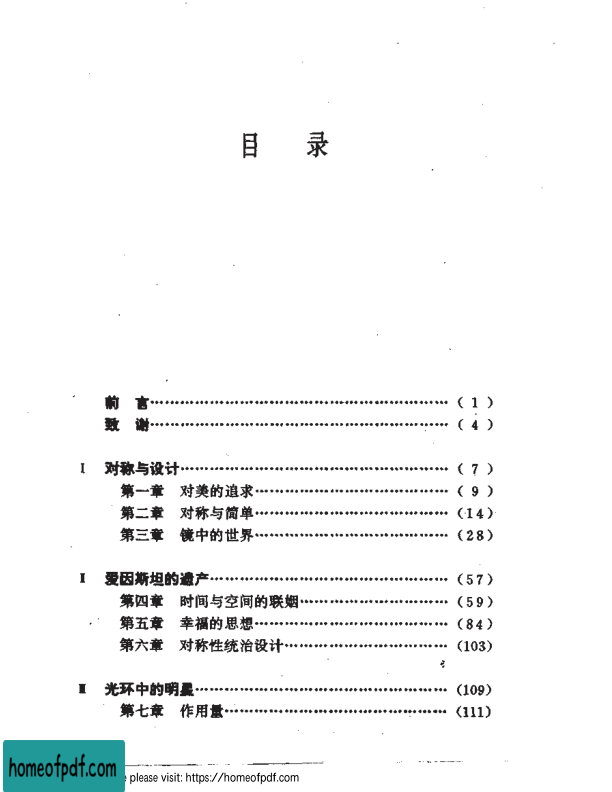 目 录
前 言……………………………………………（ 1 ）
致 谢……………………………………………（ 4 ）
Ⅰ 对称与设计……………………………………（ 7 ）
第一章 对美的追求……………………………（ 9 ）
第二章 对称与简单……………………………（14）
第三章 镜中的世界……………………………（28）
Ⅱ 爱因斯坦的遗产………………………………（57）
第四章 时间与空间的联姻……………………（59）
第五章 幸福的思想……………………………（84）
第六章 对称性统治设计………………………（103）
Ⅲ 光环中的明星…………………………………（109）
第七章 作用量…………………………………（111）
homeofpdf.com
please visit: https://homeofpdf.com